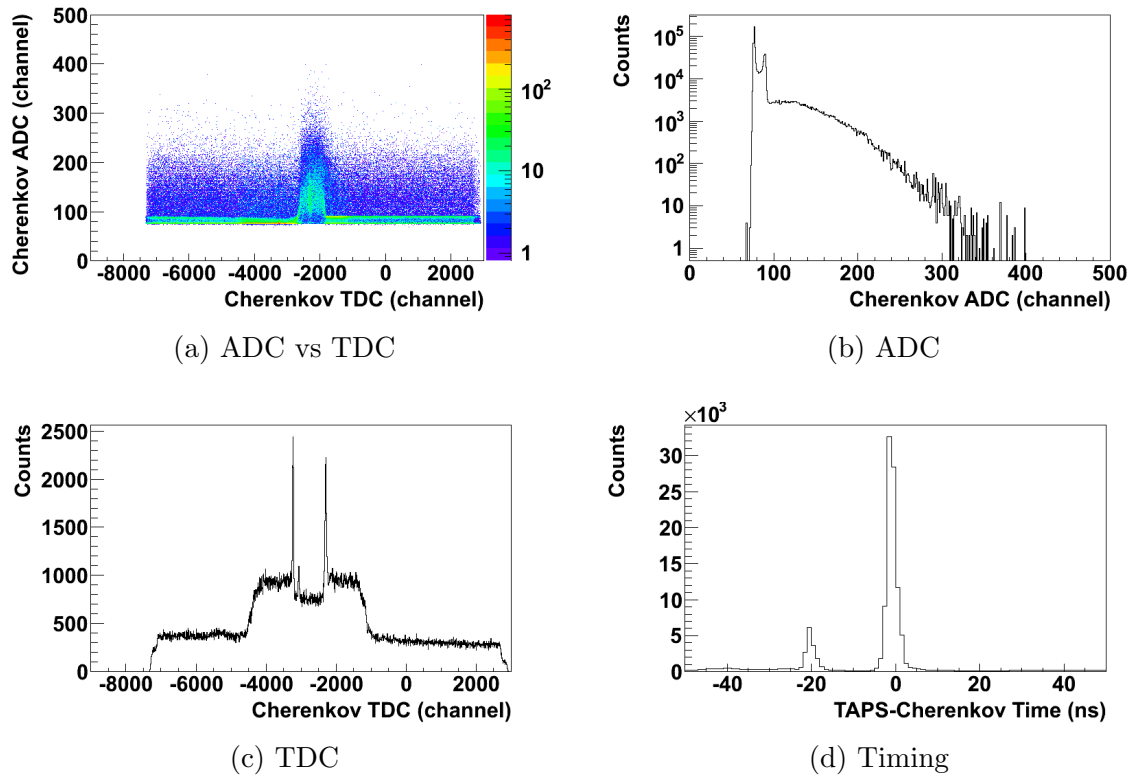 500
400
300
200
100
0
-8000 -6000 -4000 -2000 0 2000
Cherenkov ADC (channel)
Cherenkov TDC (channel)
10²
10
1
(a) ADC vs TDC
10⁵
10⁴
10³
10²
10
1
0 100 200 300 400 500
Counts
Cherenkov ADC (channel)
(b) ADC
2500
2000
1500
1000
500
0
-8000 -6000 -4000 -2000 0 2000
Counts
Cherenkov TDC (channel)
(c) TDC
×10³
30
25
20
15
10
5
0
-40 -20 0 20 40
Counts
TAPS-Cherenkov Time (ns)
(d) Timing